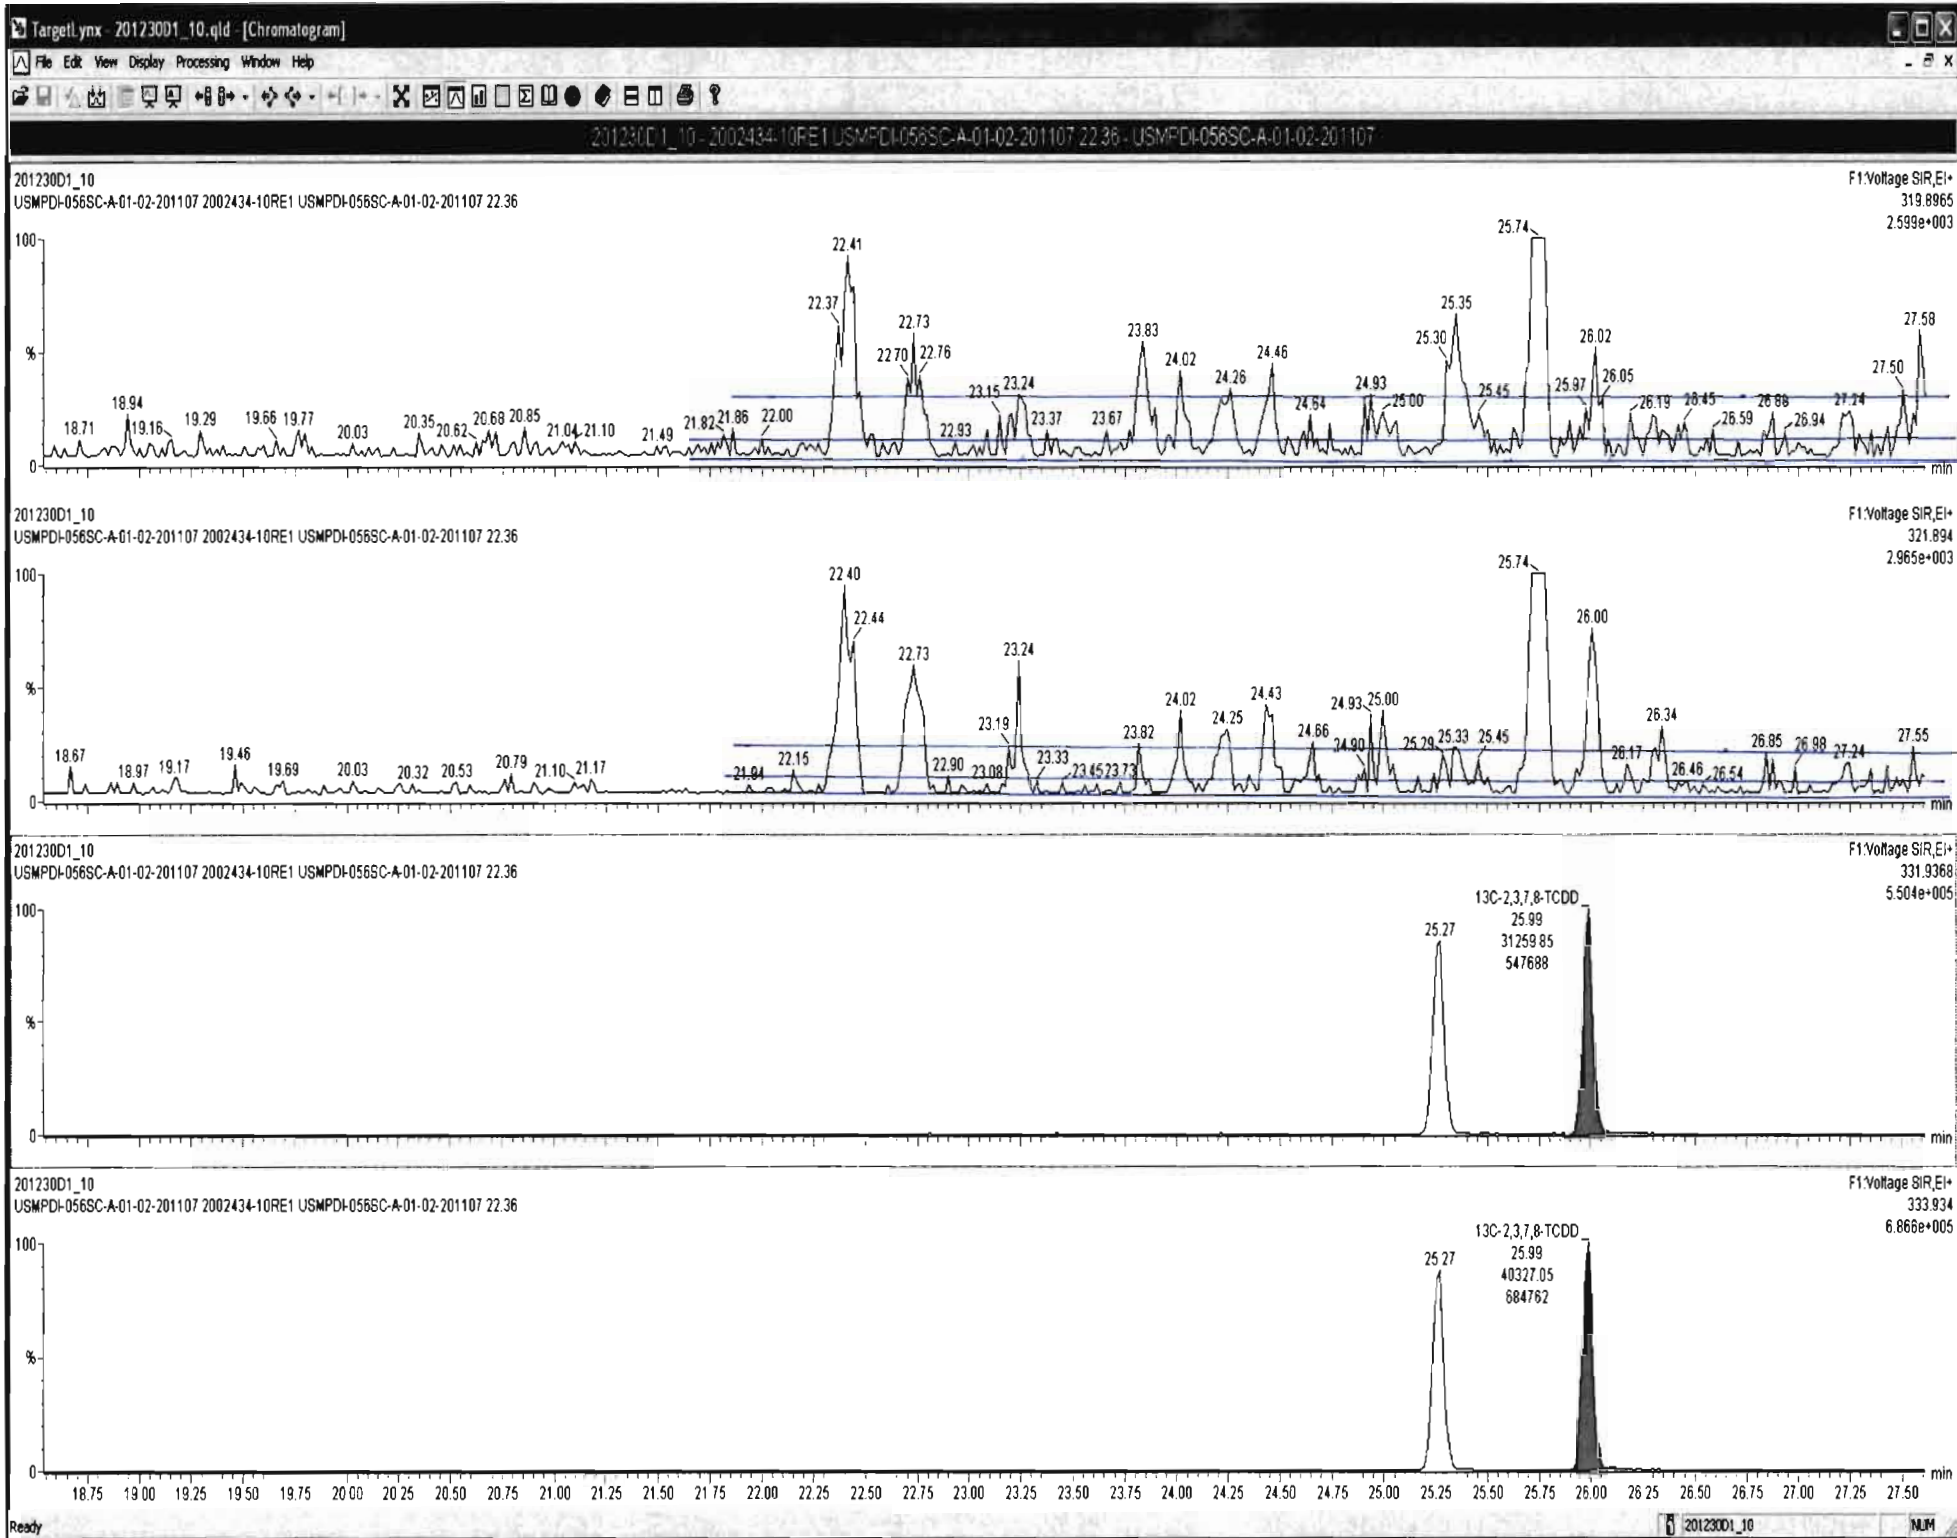 TargetLynx - 201230D1_10.qld - [Chromatogram]
File Edit View Display Processing Window Help
201230D1_10 - 2002434-10RE1 USMPDI-056SC-A-01-02-201107 22.36 - USMPDI-056SC-A-01-02-201107
201230D1_10
USMPDI-056SC-A-01-02-201107 2002434-10RE1 USMPDI-056SC-A-01-02-201107 22.36
F1:Voltage SIR,EI+
319.8965
2.599e+003
100
%
0
18.71 18.94 19.16 19.29 19.66 19.77 20.03 20.35 20.62 20.68 20.85 21.04 21.10 21.49 21.82 21.86 22.00 22.37 22.41 22.70 22.73 22.76 22.93 23.15 23.24 23.37 23.67 23.83 24.02 24.26 24.46 24.64 24.93 25.00 25.30 25.35 25.45 25.74 25.97 26.02 26.05 26.19 26.45 26.59 26.88 26.94 27.24 27.50 27.58
min
201230D1_10
USMPDI-056SC-A-01-02-201107 2002434-10RE1 USMPDI-056SC-A-01-02-201107 22.36
F1:Voltage SIR,EI+
321.894
2.965e+003
100
%
0
18.67 18.97 19.17 19.46 19.69 20.03 20.32 20.53 20.79 21.10 21.17 21.94 22.15 22.40 22.44 22.73 22.90 23.08 23.19 23.24 23.33 23.45 23.73 23.82 24.02 24.25 24.43 24.66 24.90 24.93 25.00 25.29 25.33 25.45 25.74 26.00 26.17 26.34 26.46 26.54 26.85 26.98 27.24 27.55
min
201230D1_10
USMPDI-056SC-A-01-02-201107 2002434-10RE1 USMPDI-056SC-A-01-02-201107 22.36
F1:Voltage SIR,EI+
331.9368
5.504e+005
100
%
0
25.27
13C-2,3,7,8-TCDD
25.99
31259.85
547688
min
201230D1_10
USMPDI-056SC-A-01-02-201107 2002434-10RE1 USMPDI-056SC-A-01-02-201107 22.36
F1:Voltage SIR,EI+
333.934
6.866e+005
100
%
0
25.27
13C-2,3,7,8-TCDD
25.99
40327.05
684762
min
18.75 19.00 19.25 19.50 19.75 20.00 20.25 20.50 20.75 21.00 21.25 21.50 21.75 22.00 22.25 22.50 22.75 23.00 23.25 23.50 23.75 24.00 24.25 24.50 24.75 25.00 25.25 25.50 25.75 26.00 26.25 26.50 26.75 27.00 27.25 27.50
Ready
201230D1_10
NUM